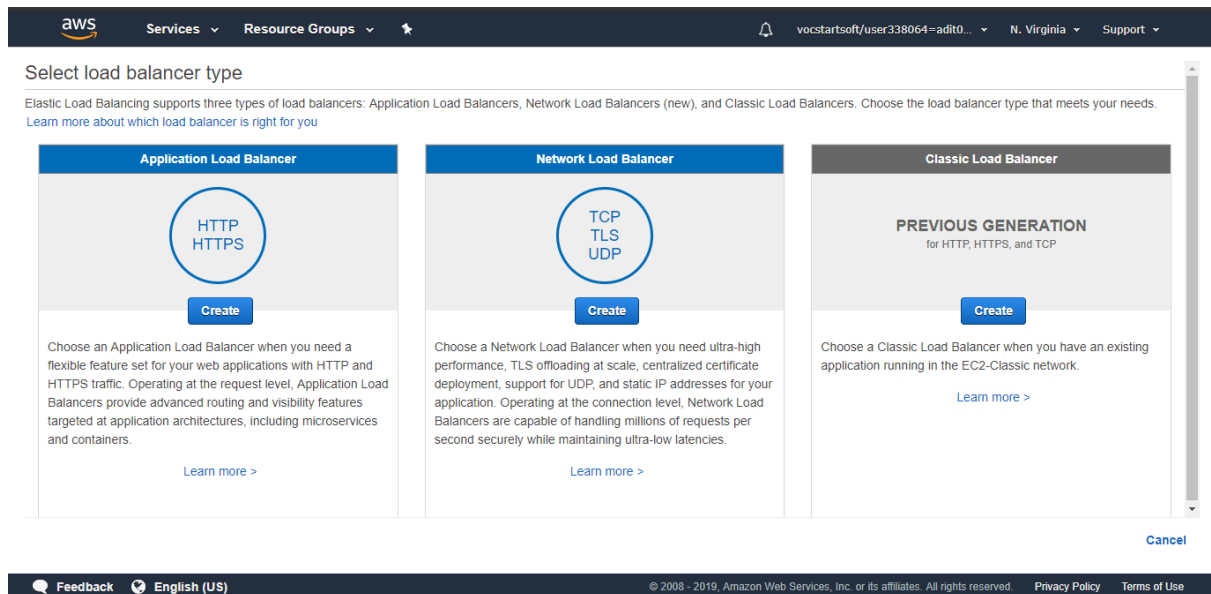 aws Services Resource Groups vocstartsoft/user338064=adit0... N. Virginia Support
Select load balancer type
Elastic Load Balancing supports three types of load balancers: Application Load Balancers, Network Load Balancers (new), and Classic Load Balancers. Choose the load balancer type that meets your needs.
Learn more about which load balancer is right for you
Application Load Balancer
HTTP
HTTPS
Create
Choose an Application Load Balancer when you need a
flexible feature set for your web applications with HTTP and
HTTPS traffic. Operating at the request level, Application Load
Balancers provide advanced routing and visibility features
targeted at application architectures, including microservices
and containers.
Learn more >
Network Load Balancer
TCP
TLS
UDP
Create
Choose a Network Load Balancer when you need ultra-high
performance, TLS offloading at scale, centralized certificate
deployment, support for UDP, and static IP addresses for your
application. Operating at the connection level, Network Load
Balancers are capable of handling millions of requests per
second securely while maintaining ultra-low latencies.
Learn more >
Classic Load Balancer
PREVIOUS GENERATION
for HTTP, HTTPS, and TCP
Create
Choose a Classic Load Balancer when you have an existing
application running in the EC2-Classic network.
Learn more >
Cancel
Feedback English (US) © 2008 - 2019, Amazon Web Services, Inc. or its affiliates. All rights reserved. Privacy Policy Terms of Use